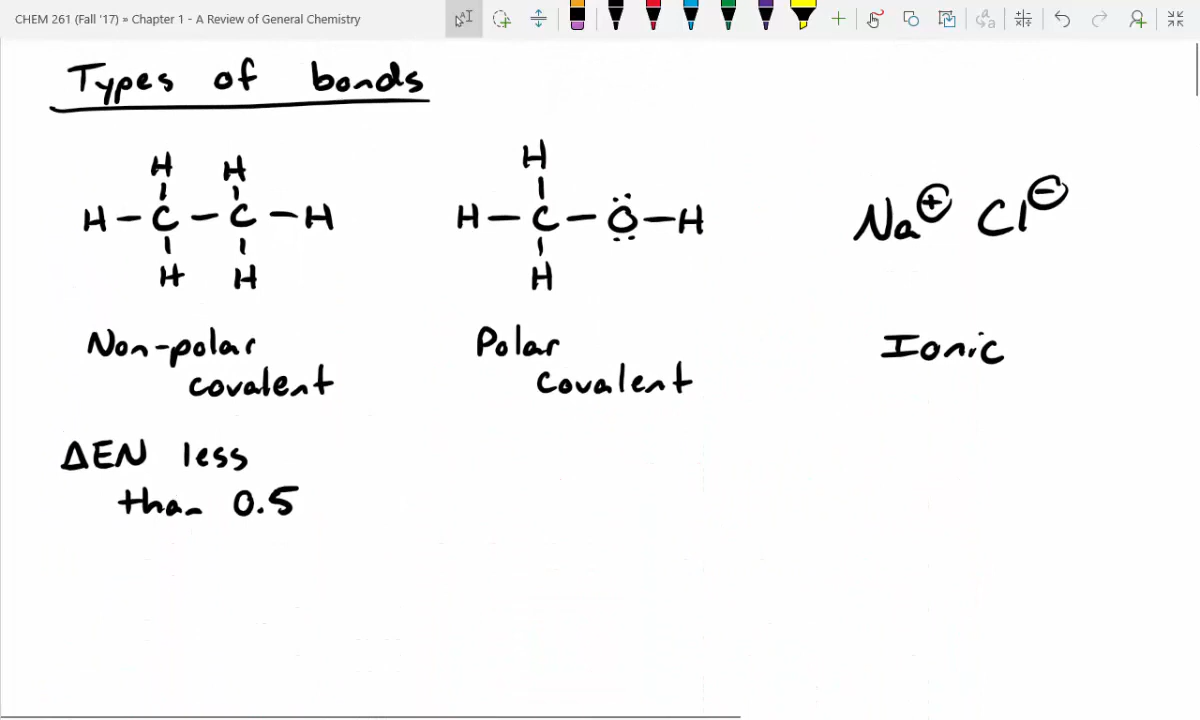 CHEM 261 (Fall '17) » Chapter 1 - A Review of General Chemistry
Types of bonds
H H H
H – C – C – H H – C – Ö – H Na⊕ Cl⊖
H H H
Non-polar covalent
Polar covalent
Ionic
ΔEN less
than 0.5